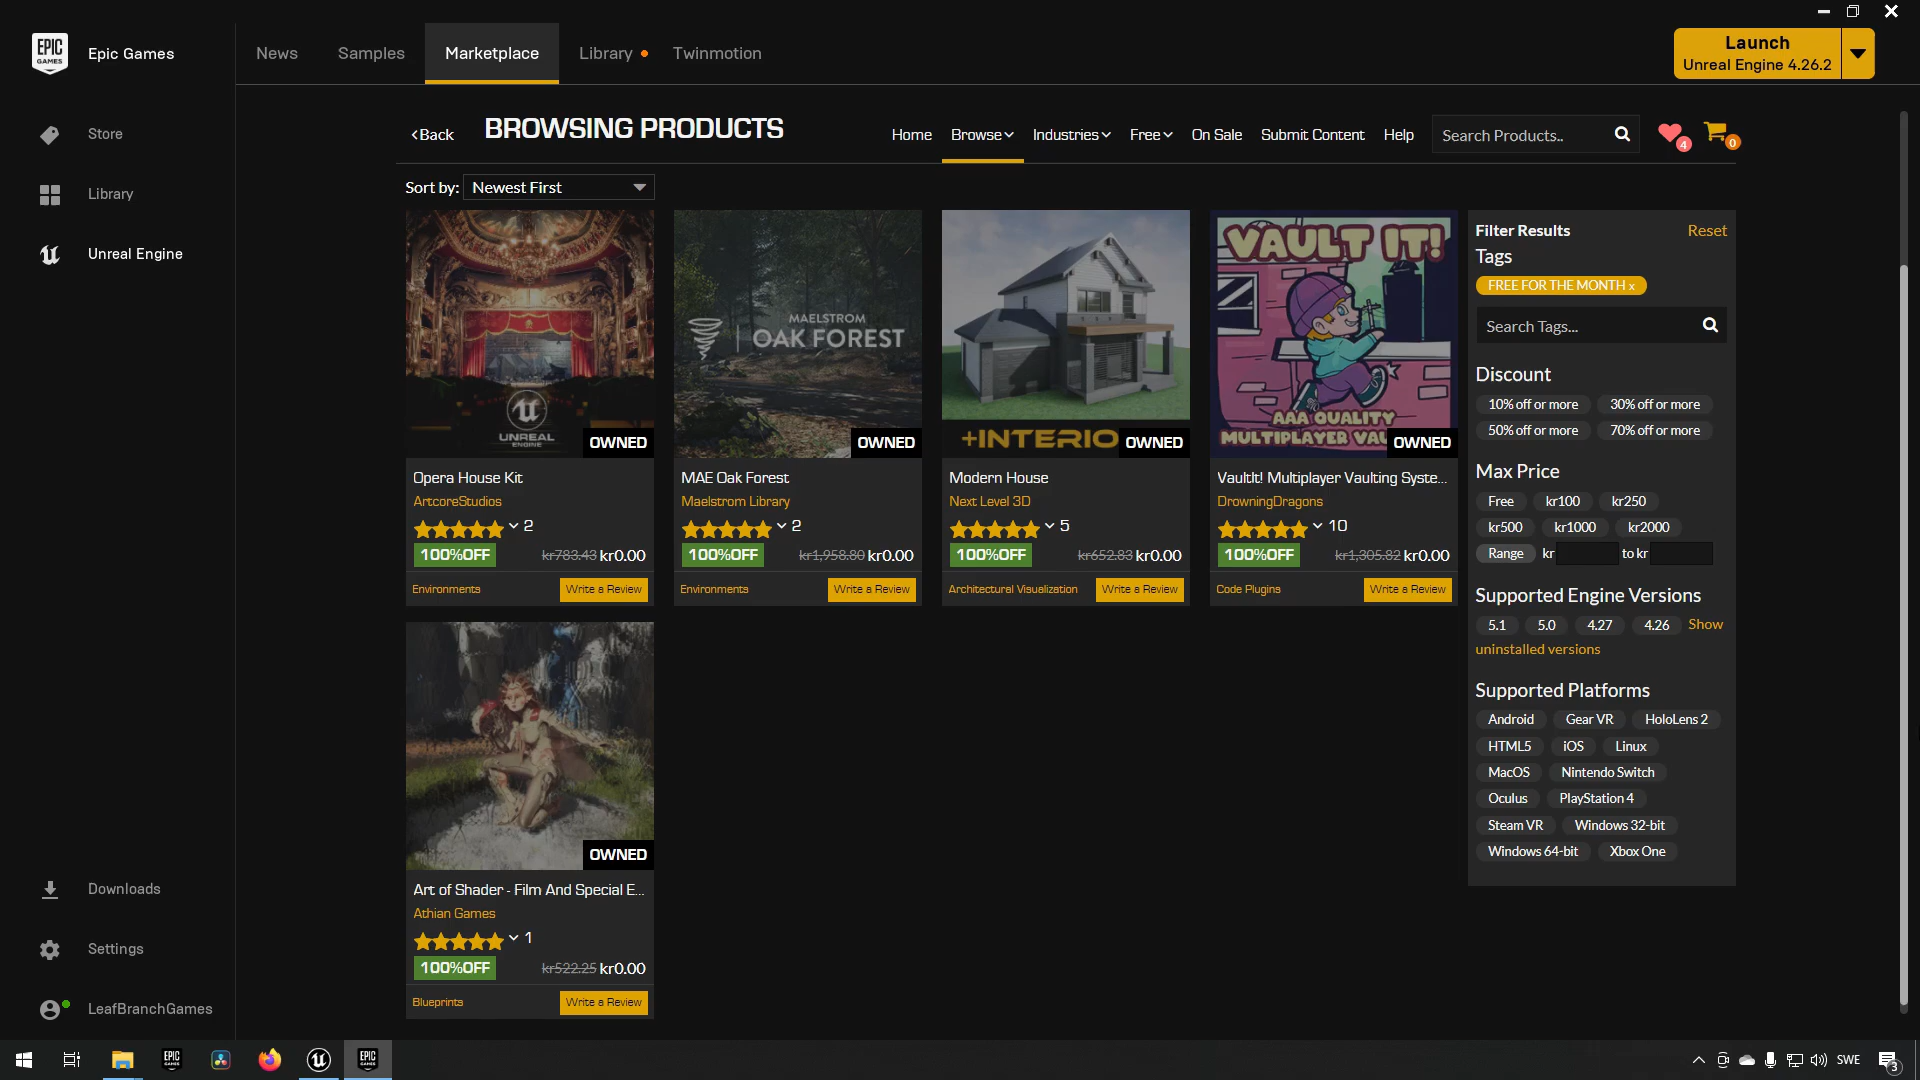 EPIC GAMES
Epic Games
News
Samples
Marketplace
Library
Twinmotion
Launch
Unreal Engine 4.26.2
Store
Library
Unreal Engine
Downloads
Settings
LeafBranchGames
Back
BROWSING PRODUCTS
Home
Browse
Industries
Free
On Sale
Submit Content
Help
Search Products..
4
0
Sort by:
Newest First
UNREAL ENGINE
OWNED
Opera House Kit
ArtcoreStudios
2
100%OFF
kr783.43 kr0.00
Environments
Write a Review
MAELSTROM
OAK FOREST
OWNED
MAE Oak Forest
Maelstrom Library
2
100%OFF
kr1,958.80 kr0.00
Environments
Write a Review
+INTERIO
OWNED
Modern House
Next Level 3D
5
100%OFF
kr652.83 kr0.00
Architectural Visualization
Write a Review
VAULT IT!
AAA QUALITY
MULTIPLAYER VAU
OWNED
VaultIt! Multiplayer Vaulting Syste...
DrowningDragons
10
100%OFF
kr1,305.82 kr0.00
Code Plugins
Write a Review
OWNED
Art of Shader - Film And Special E...
Athian Games
1
100%OFF
kr522.25 kr0.00
Blueprints
Write a Review
Filter Results
Reset
Tags
FREE FOR THE MONTH x
Search Tags...
Discount
10% off or more
30% off or more
50% off or more
70% off or more
Max Price
Free
kr100
kr250
kr500
kr1000
kr2000
Range
kr
to kr
Supported Engine Versions
5.1
5.0
4.27
4.26
Show
uninstalled versions
Supported Platforms
Android
Gear VR
HoloLens 2
HTML5
iOS
Linux
MacOS
Nintendo Switch
Oculus
PlayStation 4
Steam VR
Windows 32-bit
Windows 64-bit
Xbox One
EPIC GAMES
EPIC GAMES
SWE
3